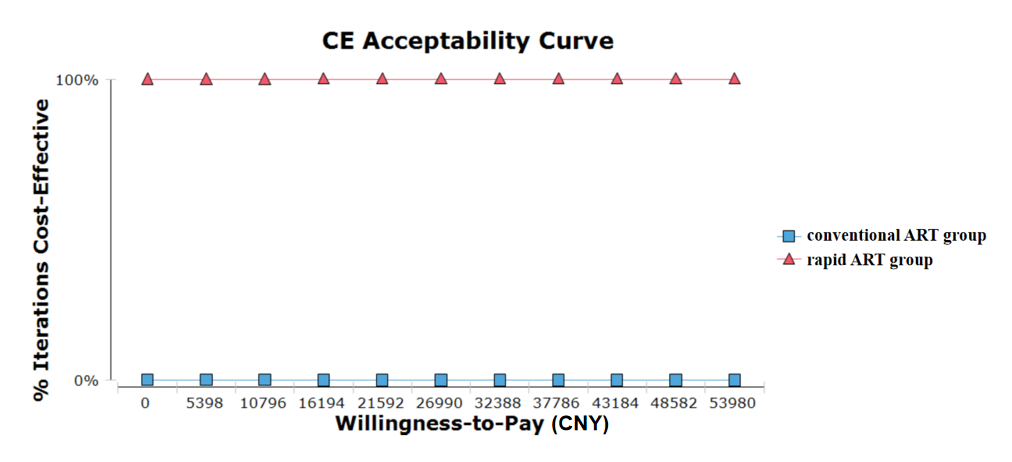 CE Acceptability Curve
% Iterations Cost-Effective
100%
0%
0 5398 10796 16194 21592 26990 32388 37786 43184 48582 53980
Willingness-to-Pay (CNY)
conventional ART group
rapid ART group